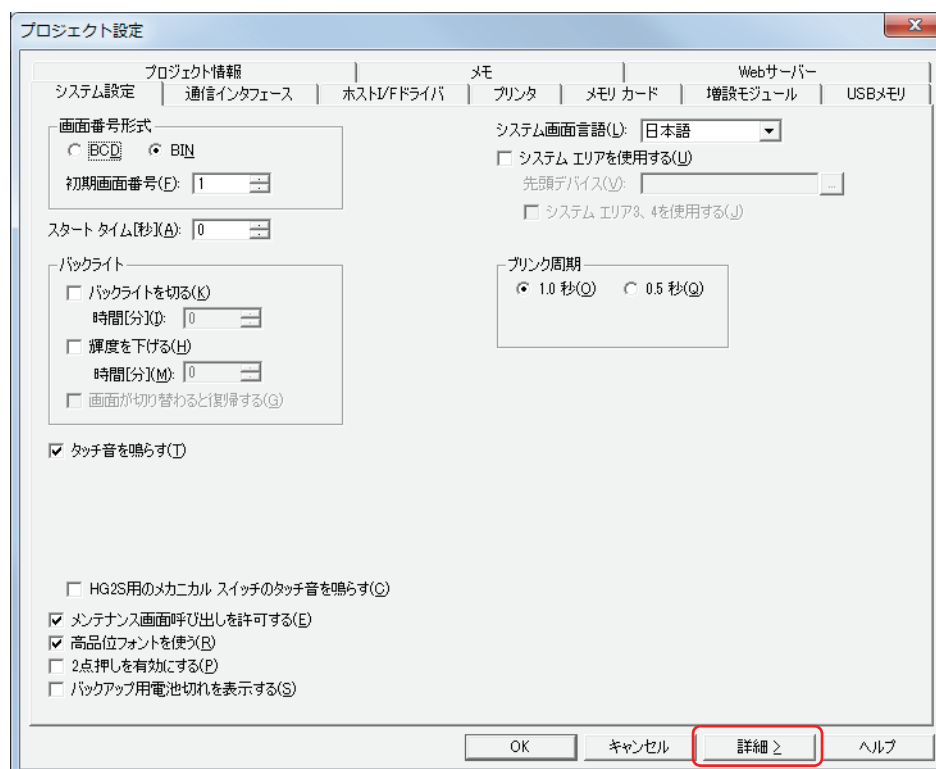 プロジェクト設定
プロジェクト情報 メモ Webサーバー
システム設定 通信インタフェース ホストI/Fドライバ プリンタ メモリ カード 増設モジュール USBメモリ
画面番号形式
BCD BIN
初期画面番号(F): 1
スタート タイム[秒](A): 0
バックライト
バックライトを切る(K)
時間[分](I): 0
輝度を下げる(H)
時間[分](M): 0
画面が切り替わると復帰する(G)
タッチ音を鳴らす(T)
システム画面言語(L): 日本語
システム エリアを使用する(U)
先頭デバイス(V): ...
システム エリア3、4を使用する(J)
ブリンク周期
1.0 秒(O) 0.5 秒(Q)
HG2S用のメカニカル スイッチのタッチ音を鳴らす(C)
メンテナンス画面呼び出しを許可する(E)
高品位フォントを使う(R)
2点押しを有効にする(P)
バックアップ用電池切れを表示する(S)
OK キャンセル 詳細 > ヘルプ